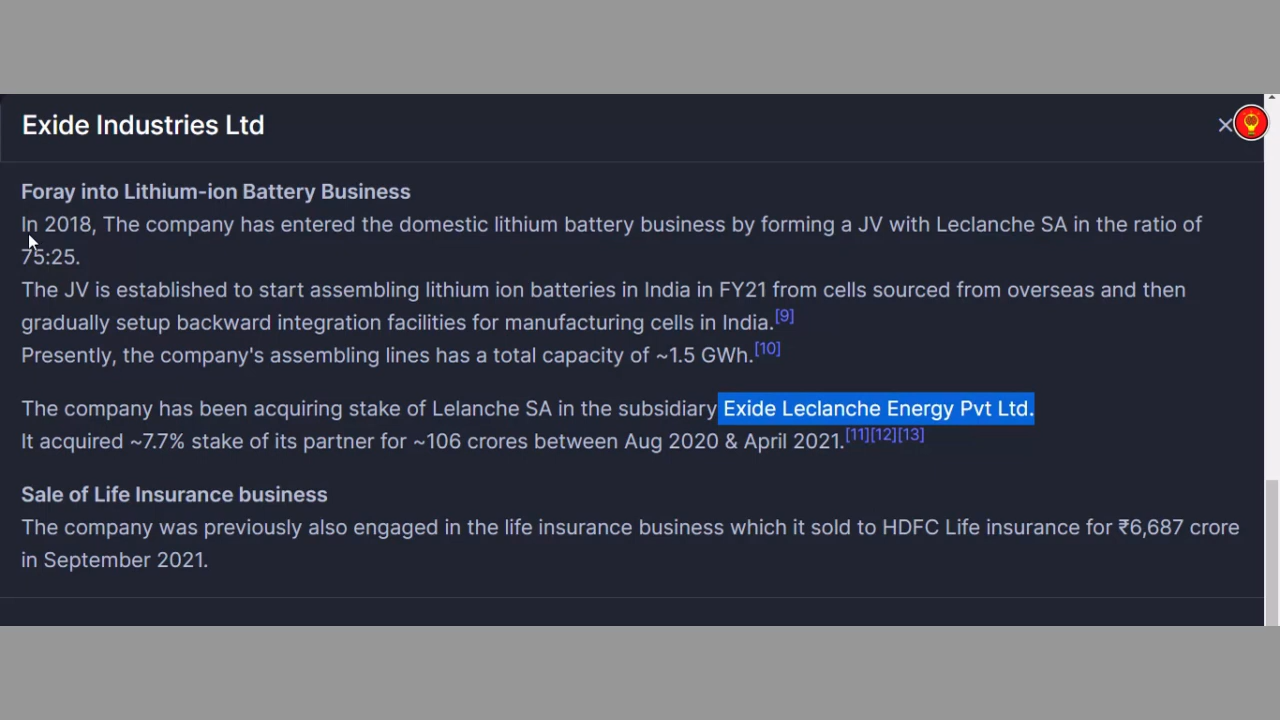 Exide Industries Ltd
Foray into Lithium-ion Battery Business
In 2018, The company has entered the domestic lithium battery business by forming a JV with Leclanche SA in the ratio of
75:25.
The JV is established to start assembling lithium ion batteries in India in FY21 from cells sourced from overseas and then
gradually setup backward integration facilities for manufacturing cells in India.[9]
Presently, the company's assembling lines has a total capacity of ~1.5 GWh.[10]
The company has been acquiring stake of Lelanche SA in the subsidiary Exide Leclanche Energy Pvt Ltd.
It acquired ~7.7% stake of its partner for ~106 crores between Aug 2020 & April 2021.[11][12][13]
Sale of Life Insurance business
The company was previously also engaged in the life insurance business which it sold to HDFC Life insurance for ₹6,687 crore
in September 2021.